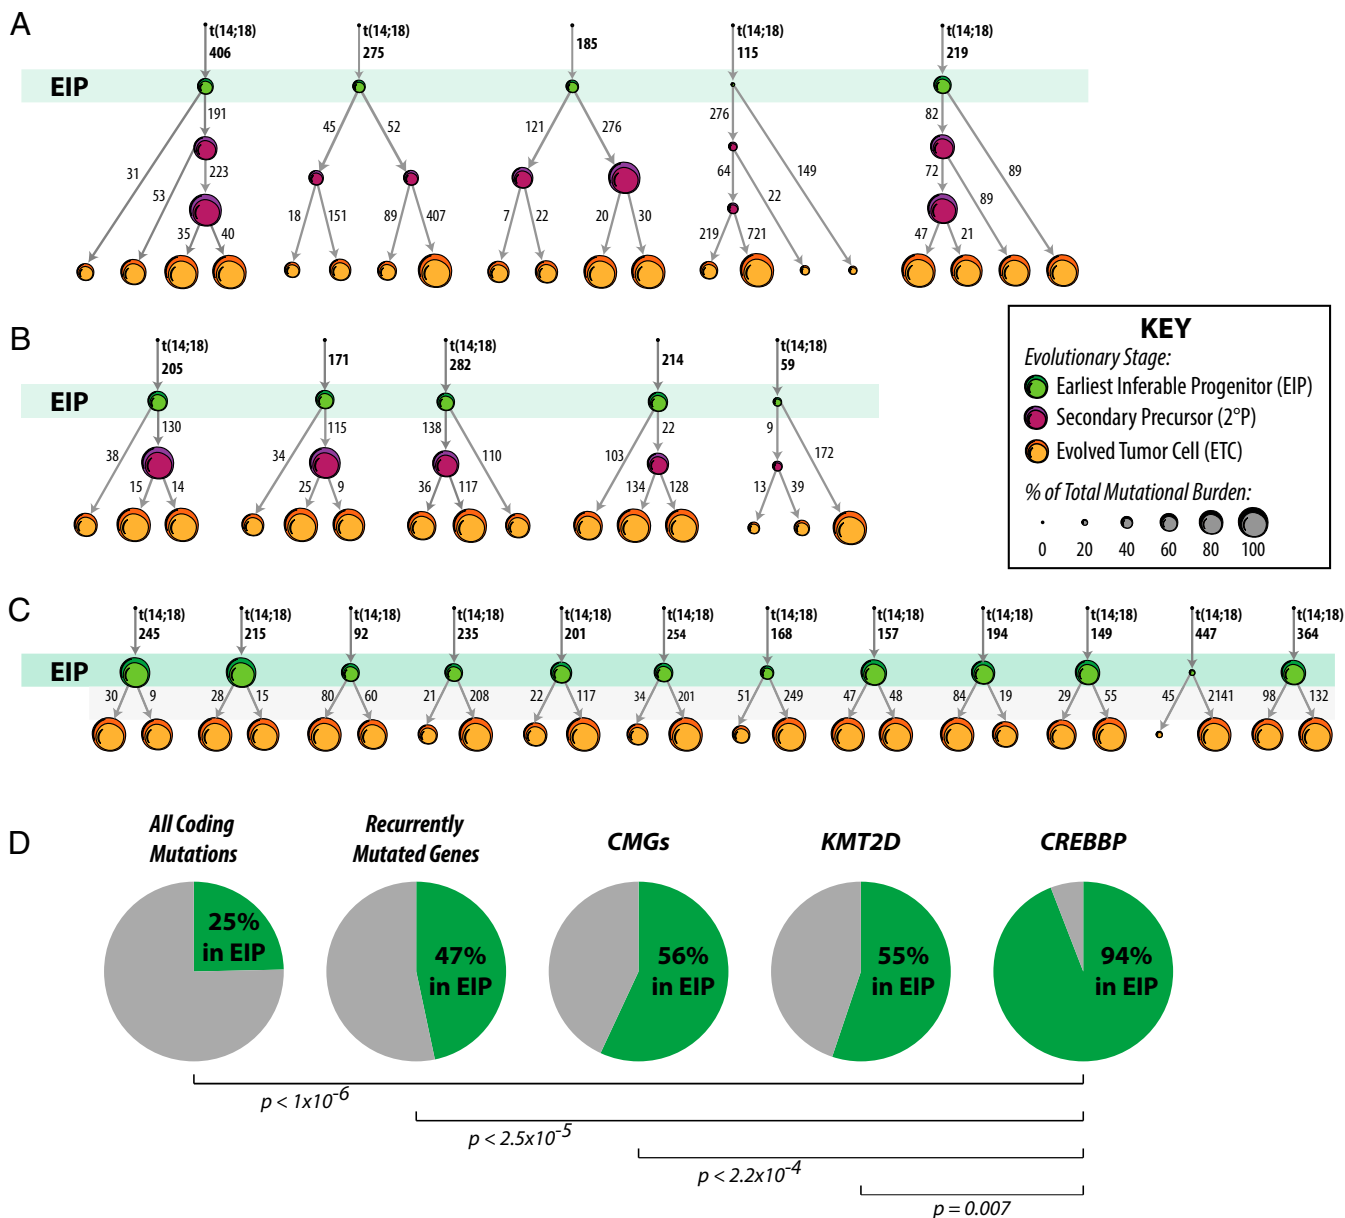 A
t(14;18) t(14;18) t(14;18) t(14;18)
406 275 185 115 219
EIP
191 45 52 121 276 276 82
31 53 223 64 149 72 89 89
22
18 151 89 407 7 22 20 30
35 40 219 721 47 21
B
t(14;18) t(14;18) t(14;18)
205 171 282 214 59
EIP
130 115 138 22 9
38 34 110 103 172
15 14 25 9 36 117 134 128 13 39
KEY
Evolutionary Stage:
Earliest Inferable Progenitor (EIP)
Secondary Precursor (2°P)
Evolved Tumor Cell (ETC)
% of Total Mutational Burden:
0 20 40 60 80 100
C
t(14;18) t(14;18) t(14;18) t(14;18) t(14;18) t(14;18) t(14;18) t(14;18) t(14;18) t(14;18) t(14;18) t(14;18)
245 215 92 235 201 254 168 157 194 149 447 364
EIP
30 9 28 15 80 60 21 208 22 117 34 201 51 249 47 48 84 19 29 55 45 2141 98 132
D
All Coding
Mutations
Recurrently
Mutated Genes
CMGs
KMT2D
CREBBP
25%
in EIP
47%
in EIP
56%
in EIP
55%
in EIP
94%
in EIP
p < 1x10⁻⁶
p < 2.5x10⁻⁵
p < 2.2x10⁻⁴
p = 0.007